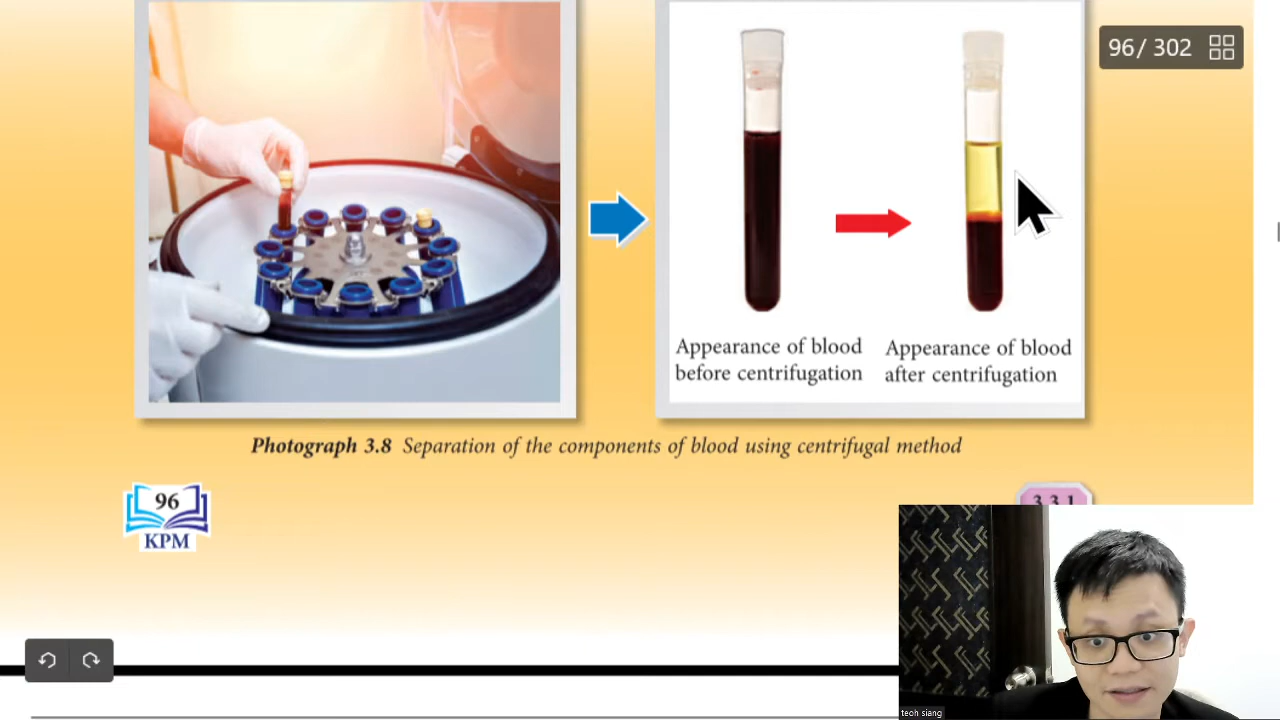 96/ 302
Appearance of blood
before centrifugation
Appearance of blood
after centrifugation
Photograph 3.8 Separation of the components of blood using centrifugal method
96
KPM
3.3.1
teoh siang